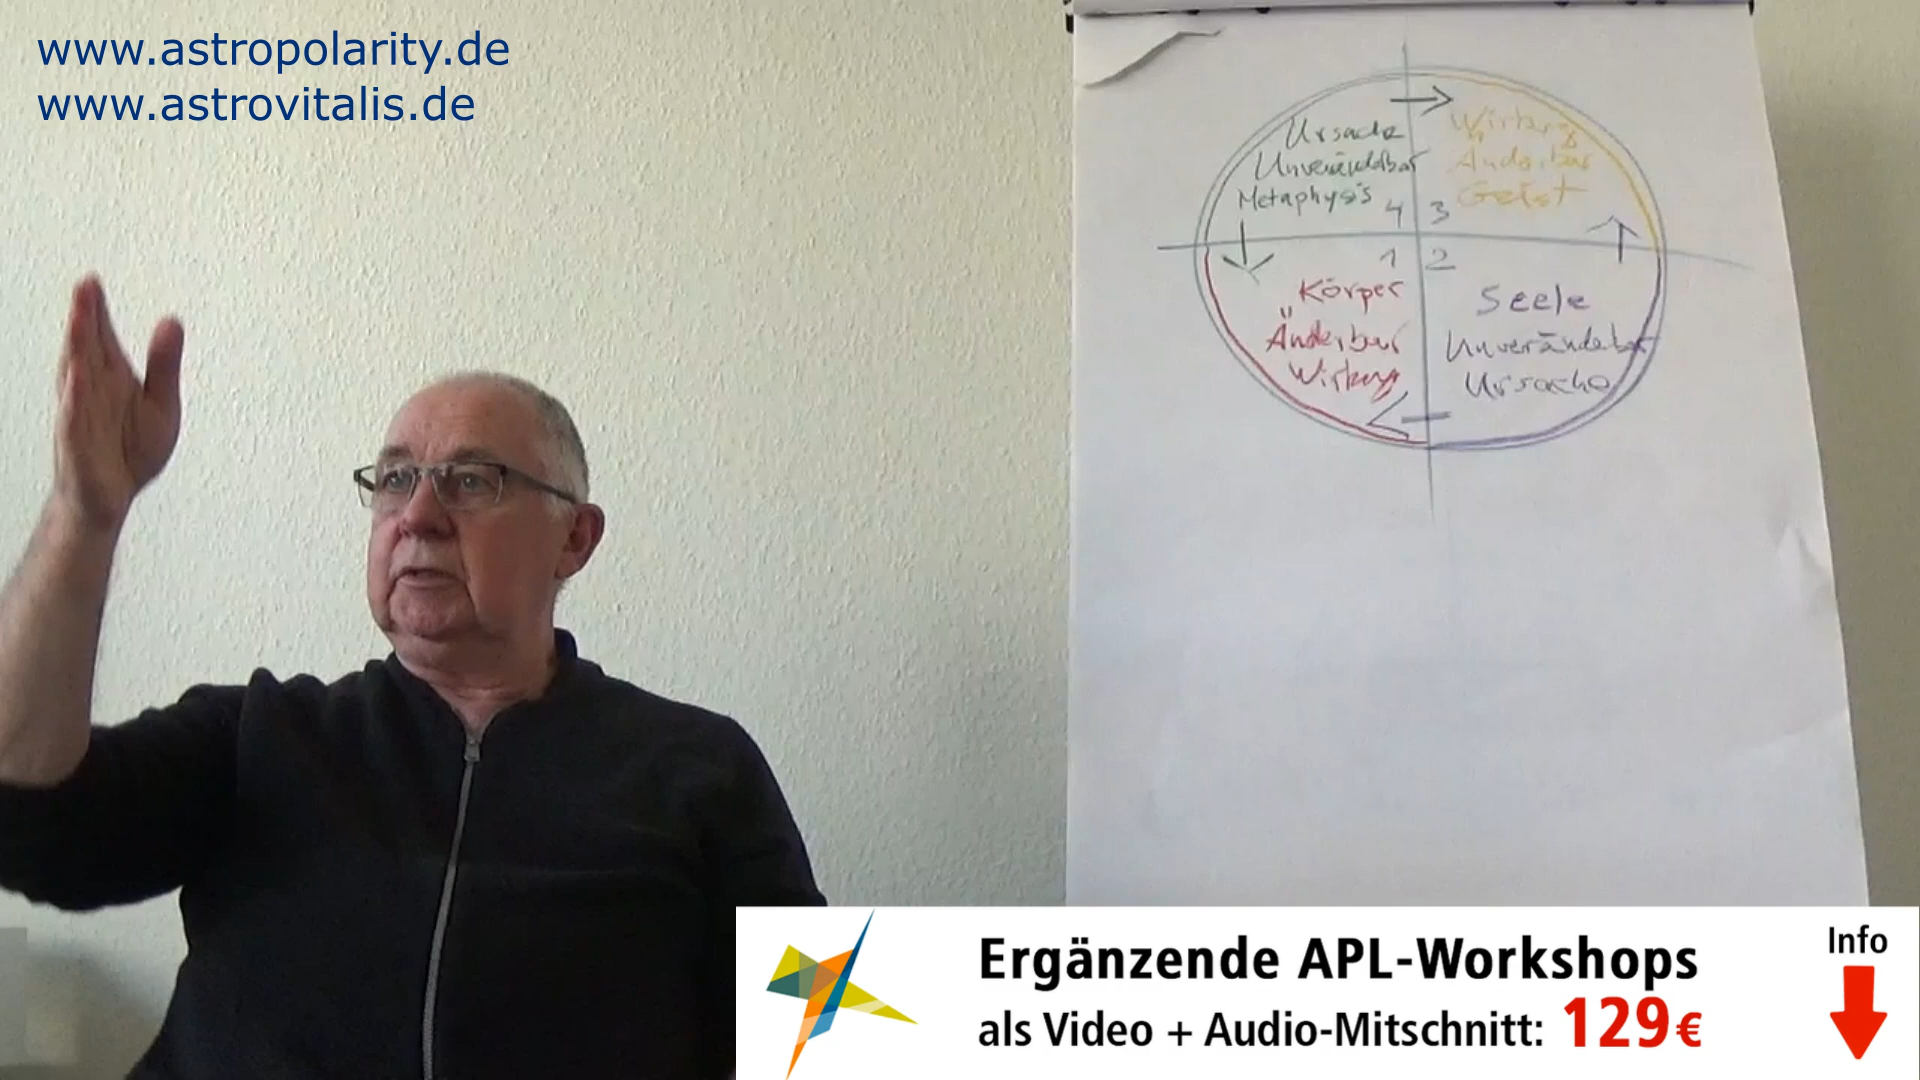 www.astropolarity.de
www.astrovitalis.de
Ursache
Unveränderbar
Metaphysis
4
Wirkung
Änderbar
Geist
3
1
Körper
Änderbar
Wirkung
2
Seele
Unveränderbar
Ursache
Ergänzende APL-Workshops
als Video + Audio-Mitschnitt: 129€
Info